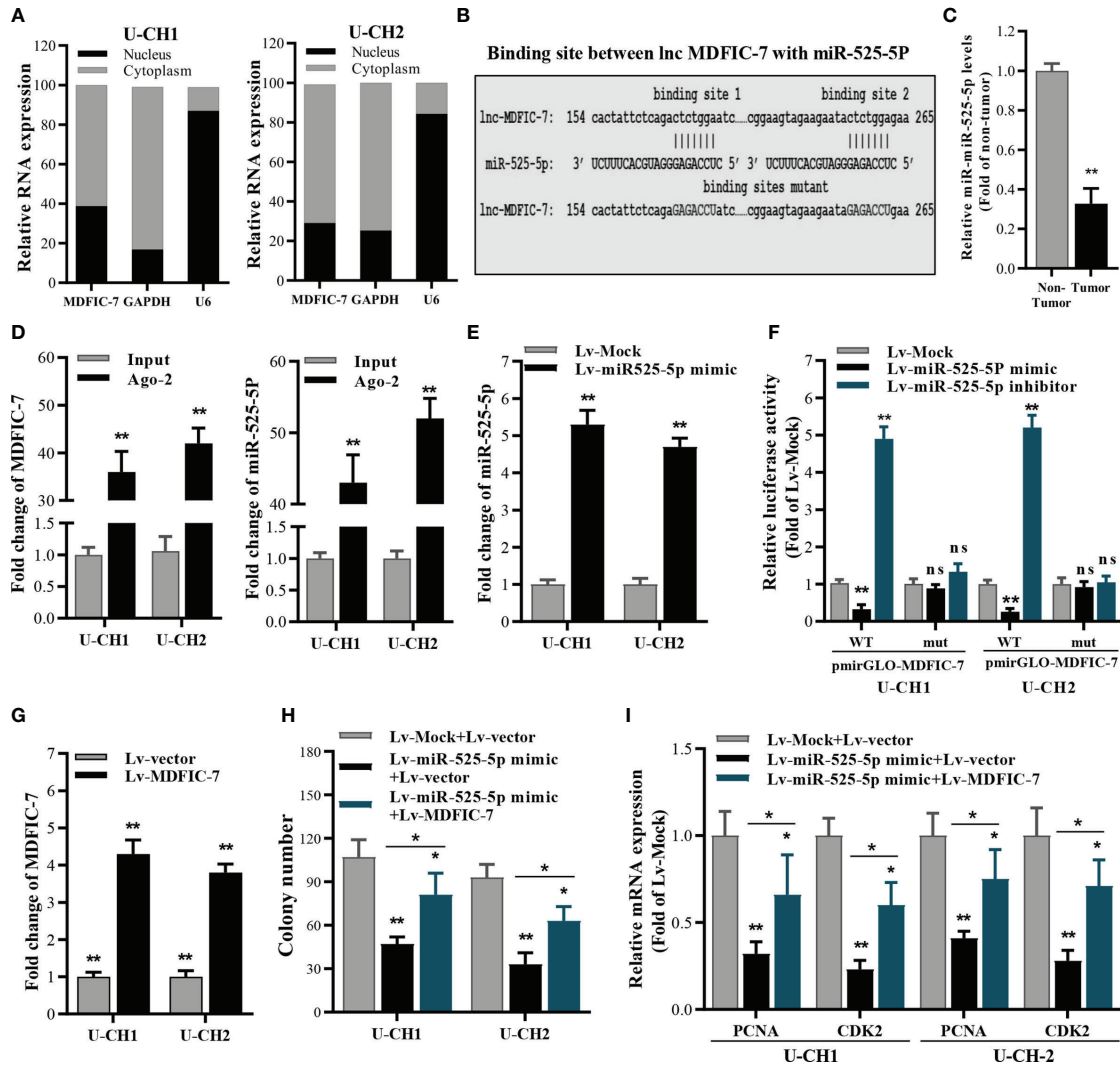 A
U-CH1
Nucleus
Cytoplasm
Relative RNA expression
120
100
80
60
40
20
0
MDFIC-7 GAPDH U6
U-CH2
Nucleus
Cytoplasm
Relative RNA expression
120
100
80
60
40
20
0
MDFIC-7 GAPDH U6
B
Binding site between lnc MDFIC-7 with miR-525-5P
binding site 1 binding site 2
lnc-MDFIC-7: 154 cactattctcagactctggaatc......cggaagtagaagaatactctggagaa 265
miR-525-5p: 3' UCUUUCACGUAGGGAGACCUC 5' 3' UCUUUCACGUAGGGAGACCUC 5'
binding sites mutant
lnc-MDFIC-7: 154 cactattctcagaGAGACCUatc......cggaagtagaagaataGAGACCUgaa 265
C
Relative miR-miR-525-5p levels
(Fold of non-tumor)
1.2
1.0
0.8
0.6
0.4
0.2
0.0
**
Non-
Tumor
Tumor
D
Input
Ago-2
Fold change of MDFIC-7
60
50
40
30
1.5
1.0
0.5
0.0
** **
U-CH1 U-CH2
Input
Ago-2
Fold change of miR-525-5P
60
50
40
1.5
1.0
0.5
0.0
** **
U-CH1 U-CH2
E
Lv-Mock
Lv-miR525-5p mimic
Fold change of miR-525-5p
7
6
5
4
3
2
1
0
** **
U-CH1 U-CH2
F
Lv-Mock
Lv-miR-525-5P mimic
Lv-miR-525-5p inhibitor
Relative luciferase activity
(Fold of Lv-Mock)
7
6
5
4
3
2
1
0
** ** ns ns ** ** ns ns
WT mut WT mut
pmirGLO-MDFIC-7 pmirGLO-MDFIC-7
U-CH1 U-CH2
G
Lv-vector
Lv-MDFIC-7
Fold change of MDFIC-7
7
6
5
4
3
2
1
0
** ** ** **
U-CH1 U-CH2
H
Lv-Mock+Lv-vector
Lv-miR-525-5p mimic
+Lv-vector
Lv-miR-525-5p mimic
+Lv-MDFIC-7
Colony number
180
150
120
90
60
30
0
* *
** * ** *
U-CH1 U-CH2
I
Lv-Mock+Lv-vector
Lv-miR-525-5p mimic+Lv-vector
Lv-miR-525-5p mimic+Lv-MDFIC-7
Relative mRNA expression
(Fold of Lv-Mock)
1.5
1.0
0.5
0.0
* * * *
** * ** * ** * ** *
PCNA CDK2 PCNA CDK2
U-CH1 U-CH-2